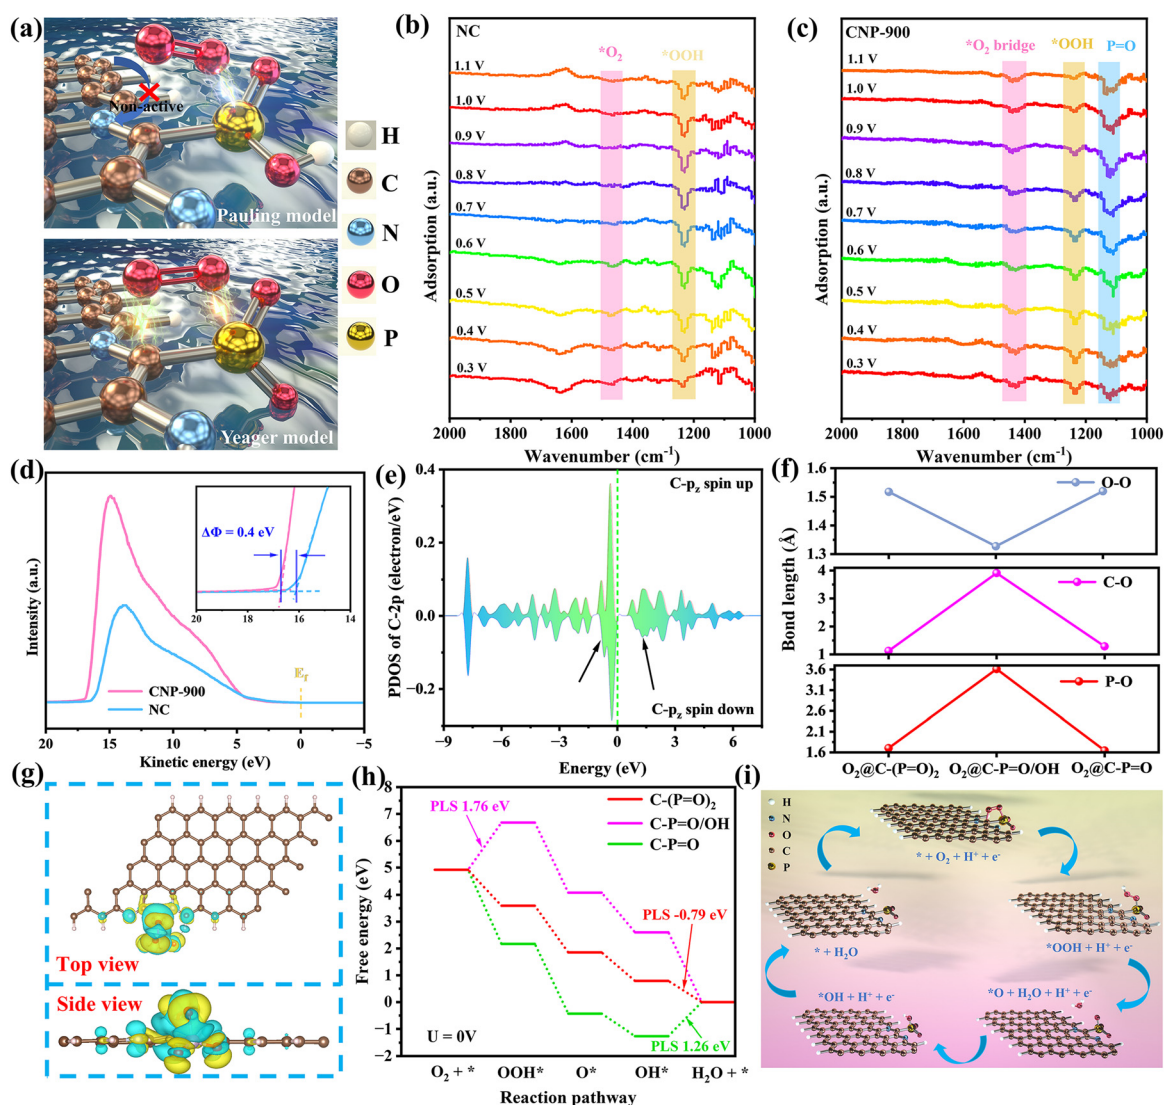 (a)
Non-active
Pauling model
Yeager model
H
C
N
O
P
(b)
NC
*O₂
*OOH
1.1 V
1.0 V
0.9 V
0.8 V
0.7 V
0.6 V
0.5 V
0.4 V
0.3 V
Adsorption (a.u.)
2000 1800 1600 1400 1200 1000
Wavenumber (cm⁻¹)
(c)
CNP-900
*O₂ bridge
*OOH
P=O
1.1 V
1.0 V
0.9 V
0.8 V
0.7 V
0.6 V
0.5 V
0.4 V
0.3 V
Adsorption (a.u.)
2000 1800 1600 1400 1200 1000
Wavenumber (cm⁻¹)
(d)
ΔΦ = 0.4 eV
20 18 16 14
CNP-900
NC
E_f
Intensity (a.u.)
20 15 10 5 0 −5
Kinetic energy (eV)
(e)
C-p_z spin up
C-p_z spin down
PDOS of C-2p (electron/eV)
0.4
0.2
0.0
−0.2
−9 −6 −3 0 3 6
Energy (eV)
(f)
O-O
C-O
P-O
Bond length (Å)
1.6
1.5
1.4
1.3
4
3
2
1
3.6
3.1
2.6
2.1
1.6
O₂@C-(P=O)₂ O₂@C-P=O/OH O₂@C-P=O
(g)
Top view
Side view
(h)
PLS 1.76 eV
C-(P=O)₂
C-P=O/OH
C-P=O
PLS -0.79 eV
PLS 1.26 eV
U = 0V
Free energy (eV)
8
7
6
5
4
3
2
1
0
−1
−2
O₂ + * OOH* O* OH* H₂O + *
Reaction pathway
(i)
H
N
O
C
P
* + O₂ + H⁺ + e⁻
*OOH + H⁺ + e⁻
*O + H₂O + H⁺ + e⁻
*OH + H⁺ + e⁻
* + H₂O